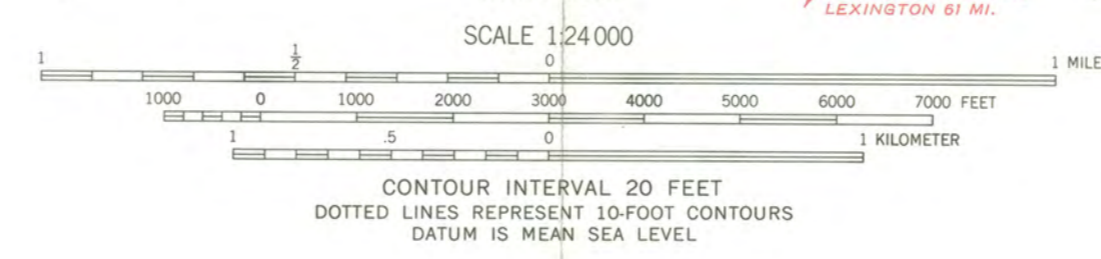 LEXINGTON 61 MI.
SCALE 1:24 000
1 ½ 0 1 MILE
1000 0 1000 2000 3000 4000 5000 6000 7000 FEET
1 .5 0 1 KILOMETER
CONTOUR INTERVAL 20 FEET
DOTTED LINES REPRESENT 10-FOOT CONTOURS
DATUM IS MEAN SEA LEVEL